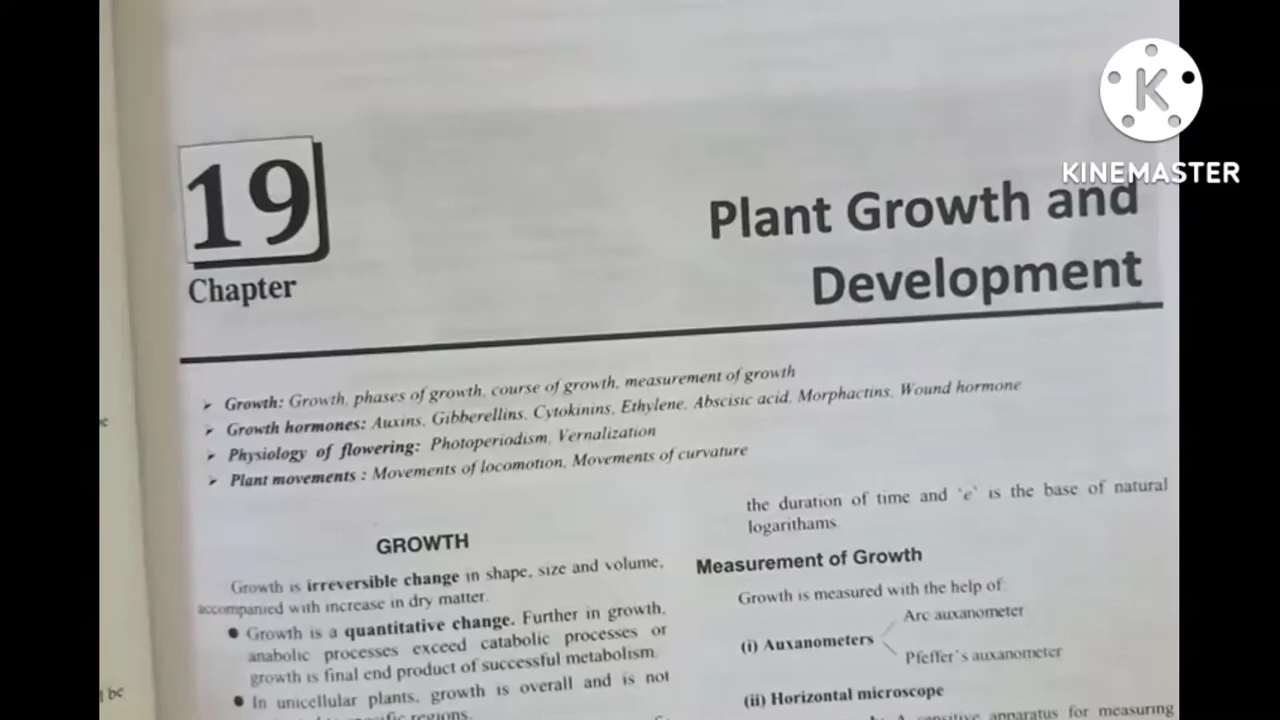 K
KINEMASTER
19
Chapter
Plant Growth and
Development
➢ Growth: Growth, phases of growth, course of growth, measurement of growth
➢ Growth hormones: Auxins, Gibberellins, Cytokinins, Ethylene, Abscisic acid, Morphactins, Wound hormone
➢ Physiology of flowering: Photoperiodism, Vernalization
➢ Plant movements : Movements of locomotion, Movements of curvature
GROWTH
Growth is irreversible change in shape, size and volume,
accompanied with increase in dry matter.
● Growth is a quantitative change. Further in growth,
anabolic processes exceed catabolic processes or
growth is final end product of successful metabolism.
● In unicellular plants, growth is overall and is not
regions.
the duration of time and `e` is the base of natural
logarithams.
Measurement of Growth
Growth is measured with the help of:
Arc auxanometer
(i) Auxanometers
Pfeffer's auxanometer
(ii) Horizontal microscope
A sensitive apparatus for measuring
bc